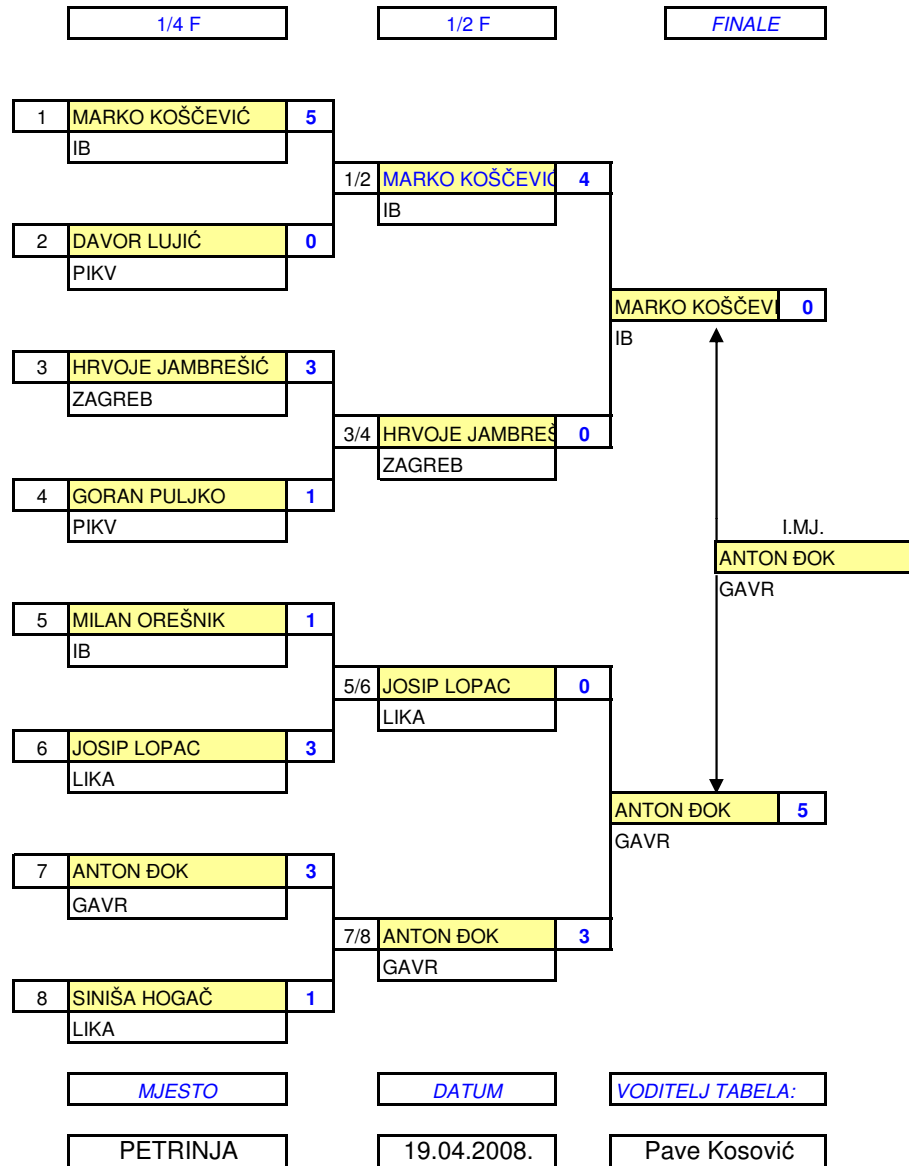 1/4 F 1/2 F FINALE
1 MARKO KOŠČEVIĆ 5
IB
1/2 MARKO KOŠČEVIĆ 4
IB
2 DAVOR LUJIĆ 0
PIKV
MARKO KOŠČEVI 0
IB
3 HRVOJE JAMBREŠIĆ 3
ZAGREB
3/4 HRVOJE JAMBREŠ 0
ZAGREB
4 GORAN PULJKO 1
PIKV
I.MJ.
ANTON ĐOK
GAVR
5 MILAN OREŠNIK 1
IB
5/6 JOSIP LOPAC 0
LIKA
6 JOSIP LOPAC 3
LIKA
ANTON ĐOK 5
GAVR
7 ANTON ĐOK 3
GAVR
7/8 ANTON ĐOK 3
GAVR
8 SINIŠA HOGAČ 1
LIKA
MJESTO DATUM VODITELJ TABELA:
PETRINJA 19.04.2008. Pave Kosović